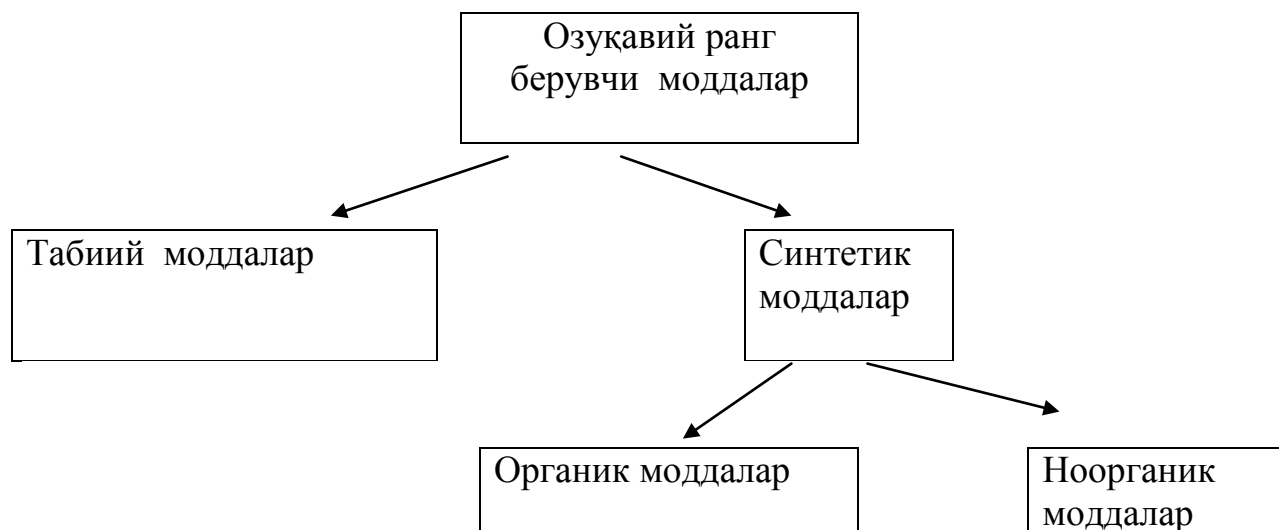 Озуқавий ранг
берувчи моддалар
Табиий моддалар
Синтетик
моддалар
Органик моддалар
Ноорганик
моддалар